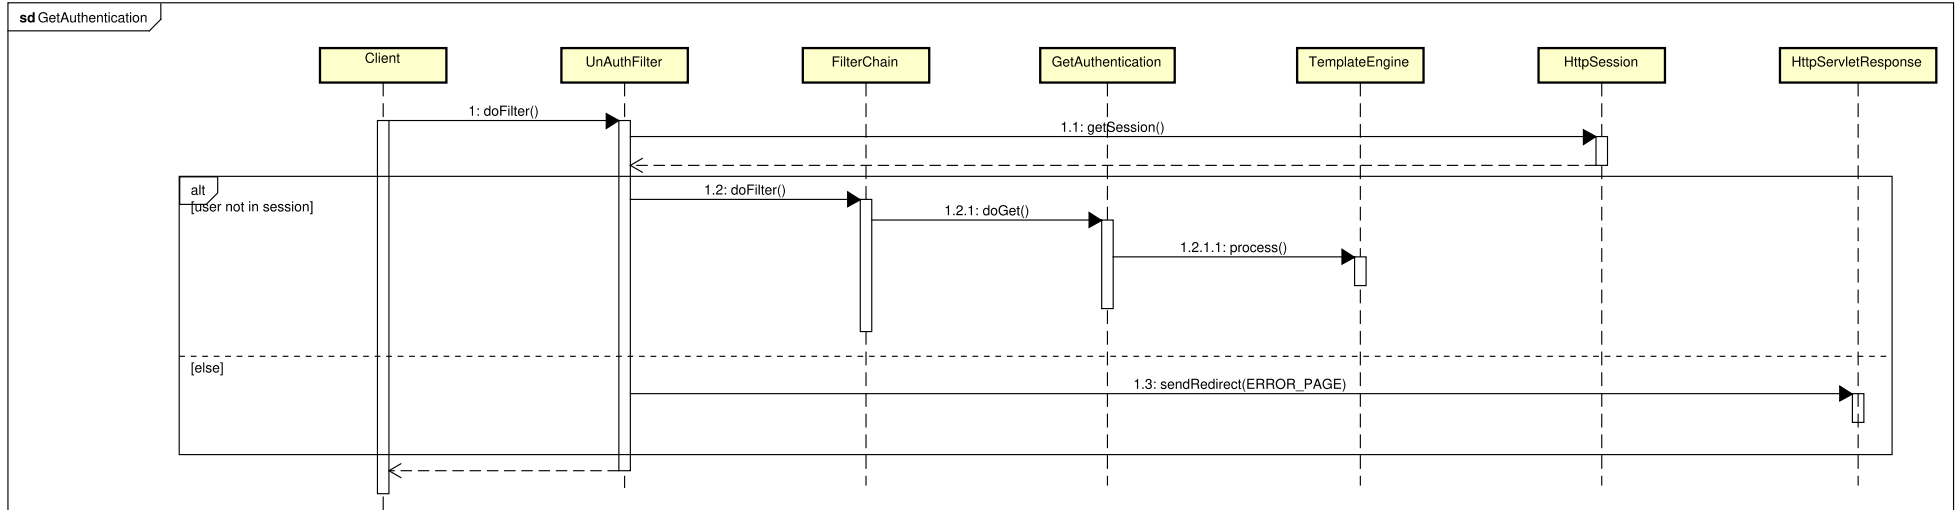 sd GetAuthentication
Client
UnAuthFilter
FilterChain
GetAuthentication
TemplateEngine
HttpSession
HttpServletResponse
1: doFilter()
1.1: getSession()
alt
[user not in session]
1.2: doFilter()
1.2.1: doGet()
1.2.1.1: process()
[else]
1.3: sendRedirect(ERROR_PAGE)